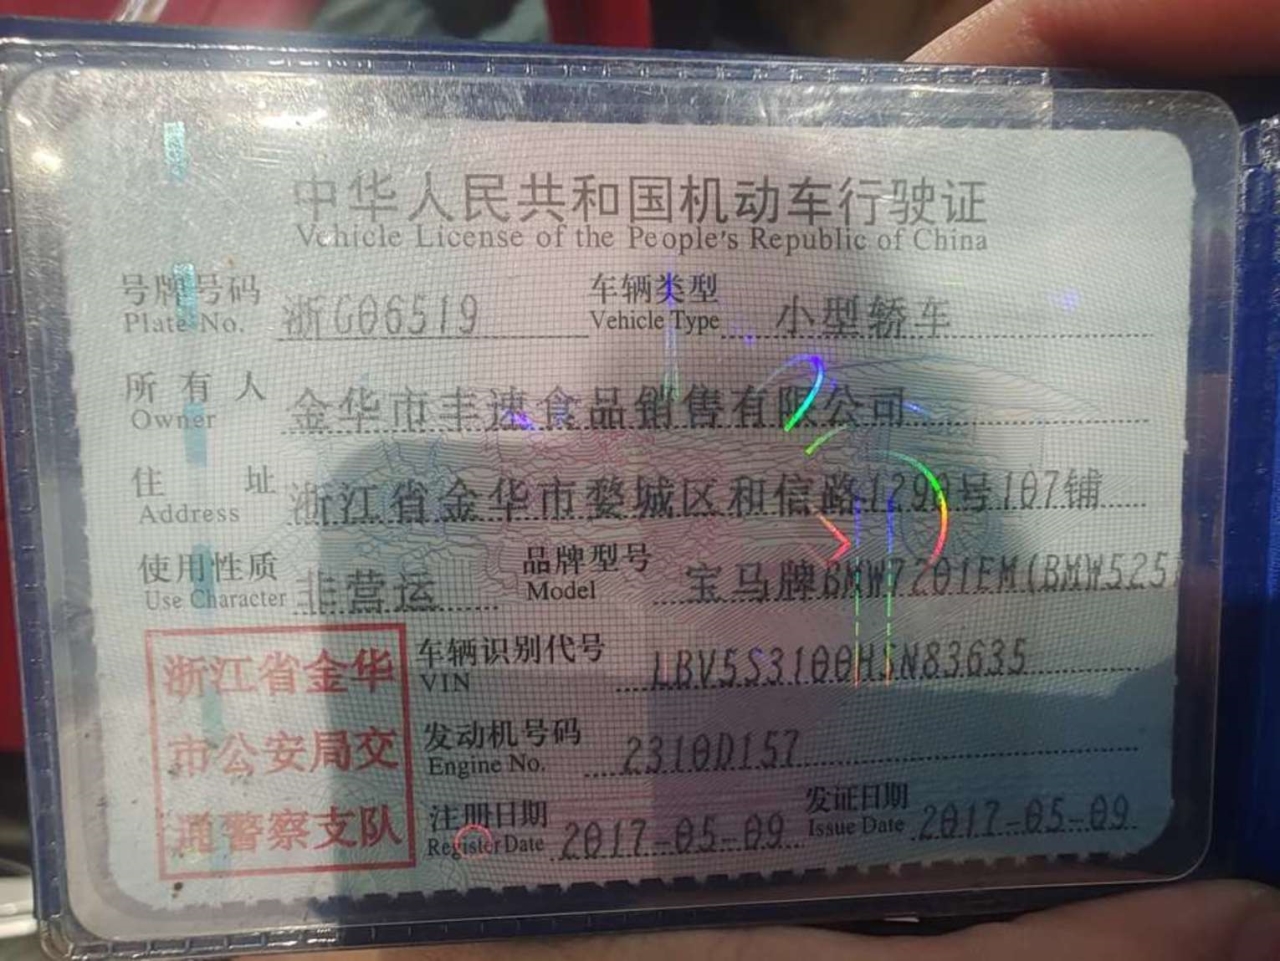 中华人民共和国机动车行驶证
Vehicle License of the People's Republic of China
号牌号码 浙G06519 车辆类型 小型轿车
Plate No. Vehicle Type
所有人 金华市丰速食品销售有限公司
Owner
住址 浙江省金华市婺城区和信路1290号107铺
Address
使用性质 非营运 品牌型号 宝马牌BMW7201EM(BMW525
Use Character Model
浙江省金华
市公安局交
通警察支队
车辆识别代号 LBV5S3100HSN83635
VIN
发动机号码 2310D157
Engine No.
注册日期 2017-05-09 发证日期 2017-05-09
Register Date Issue Date